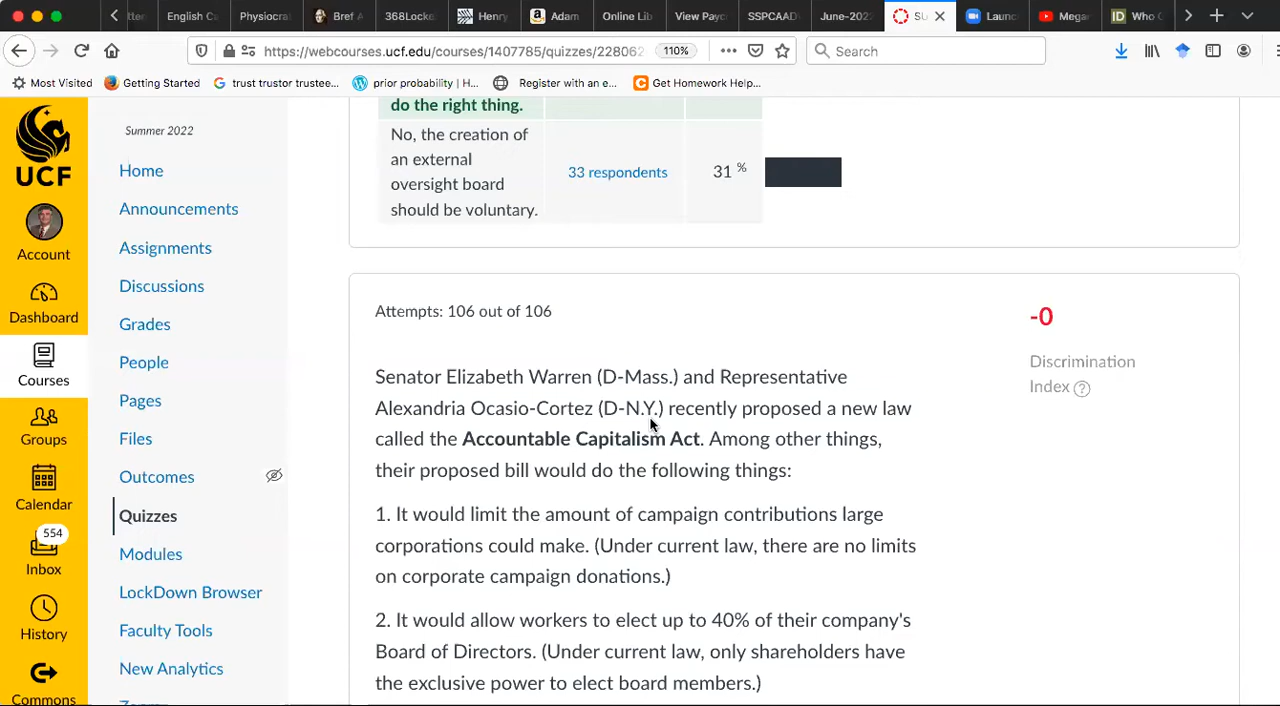 tter
English Ca
Physiocra
Bret A
368Locke
Henry
a Adam
Online Lib
View Payc
SSPCAAD
June-202
Su
Launc
Megan
ID Who C
https://webcourses.ucf.edu/courses/1407785/quizzes/228062
110%
Search
Most Visited
Getting Started
trust trustor trustee...
prior probability | H...
Register with an e...
Get Homework Help...
UCF
Account
Dashboard
Courses
Groups
Calendar
554
Inbox
History
Commons
Summer 2022
Home
Announcements
Assignments
Discussions
Grades
People
Pages
Files
Outcomes
Quizzes
Modules
LockDown Browser
Faculty Tools
New Analytics
do the right thing.
No, the creation of
an external
oversight board
should be voluntary.
33 respondents
31 %
Attempts: 106 out of 106
-0
Discrimination
Index ?
Senator Elizabeth Warren (D-Mass.) and Representative
Alexandria Ocasio-Cortez (D-N.Y.) recently proposed a new law
called the Accountable Capitalism Act. Among other things,
their proposed bill would do the following things:
1. It would limit the amount of campaign contributions large
corporations could make. (Under current law, there are no limits
on corporate campaign donations.)
2. It would allow workers to elect up to 40% of their company's
Board of Directors. (Under current law, only shareholders have
the exclusive power to elect board members.)